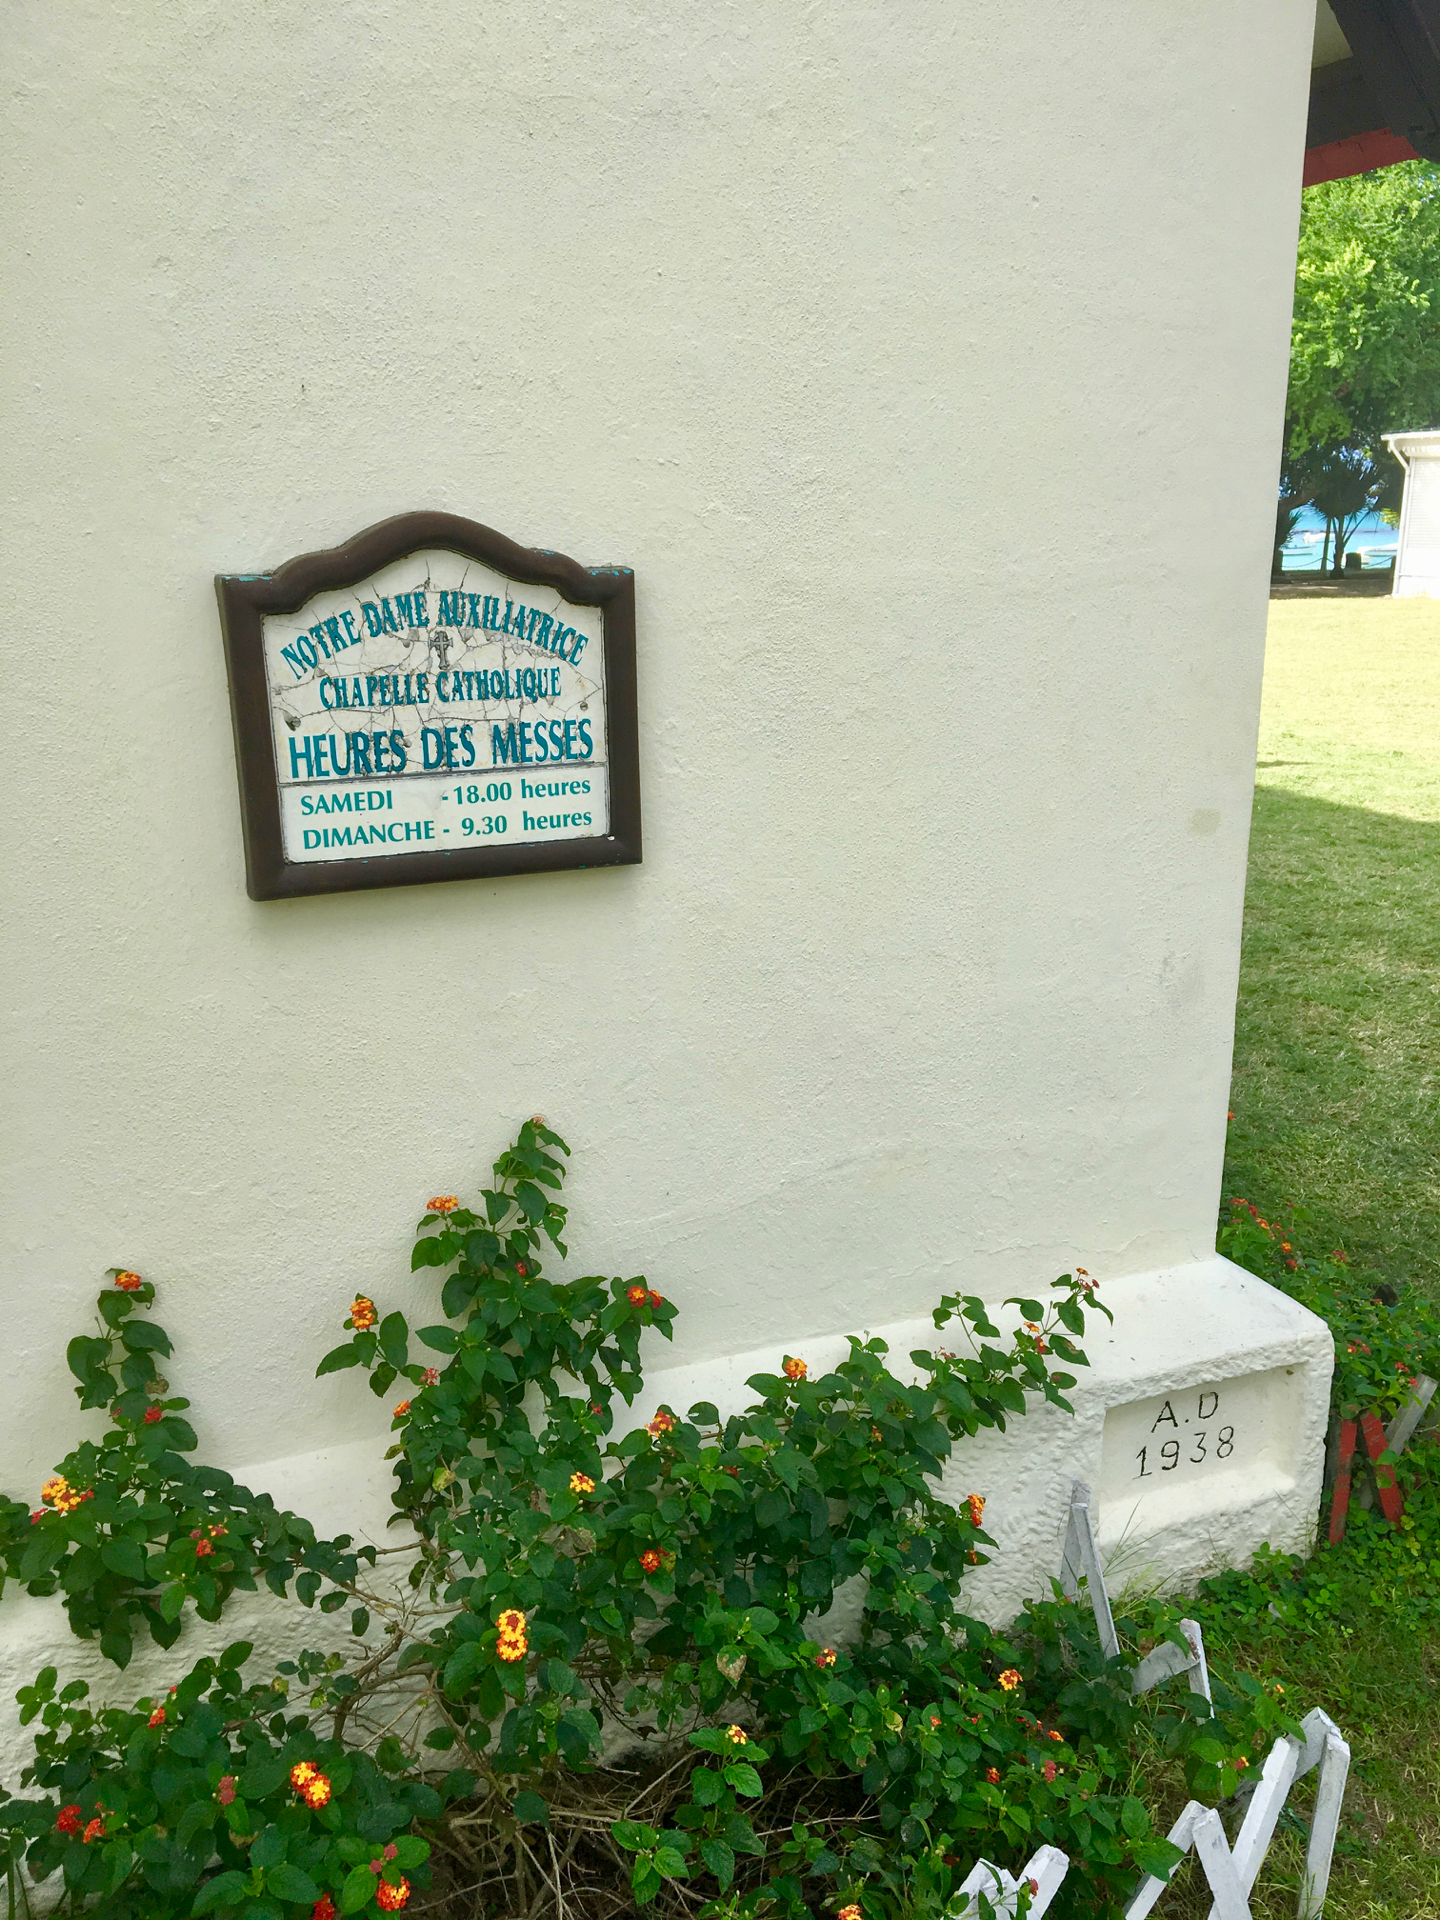 NOTRE DAME AUXILIATRICE
CHAPELLE CATHOLIQUE
HEURES DES MESSES
SAMEDI - 18.00 heures
DIMANCHE - 9.30 heures
A.D
1938